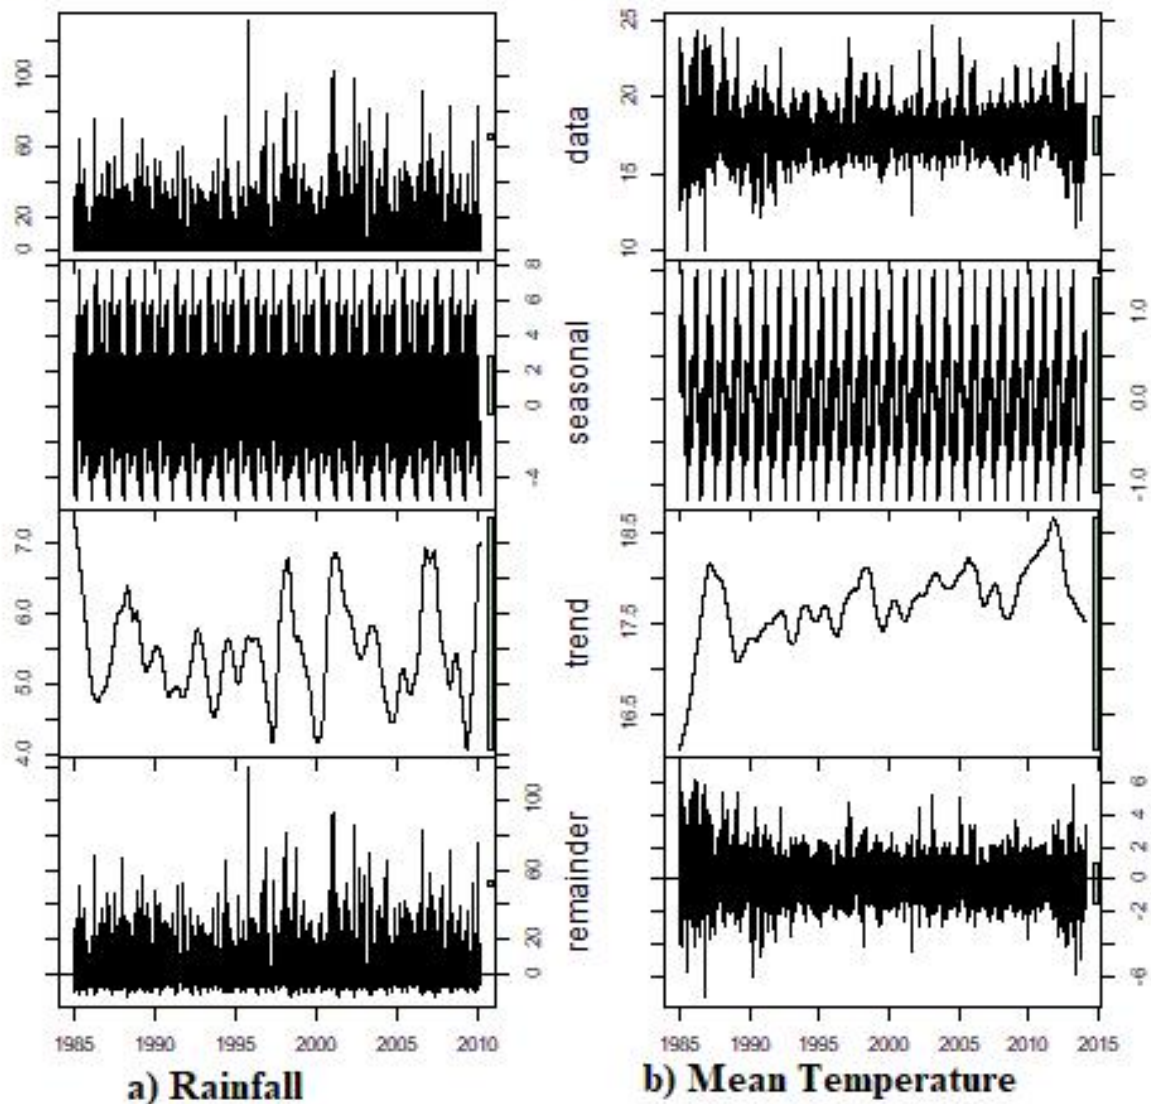 0 20 60 100
data
10 15 20 25
-4 0 2 4 6 8
seasonal
-1.0 0.0 1.0
4.0 5.0 6.0 7.0
trend
16.5 17.5 18.5
0 20 60 100
remainder
-6 -2 0 2 4 6
1985 1990 1995 2000 2005 2010
1985 1990 1995 2000 2005 2010 2015
a) Rainfall
b) Mean Temperature